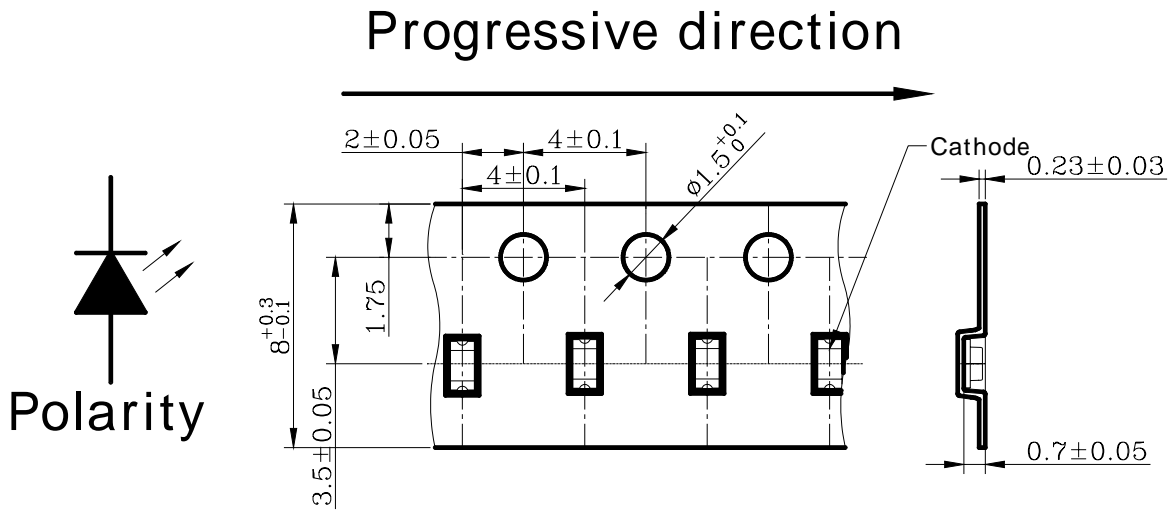 Progressive direction
2±0.05
4±0.1
ø1.5 +0.1 0
Cathode
4±0.1
0.23±0.03
8 +0.3 -0.1
1.75
3.5±0.05
Polarity
0.7±0.05